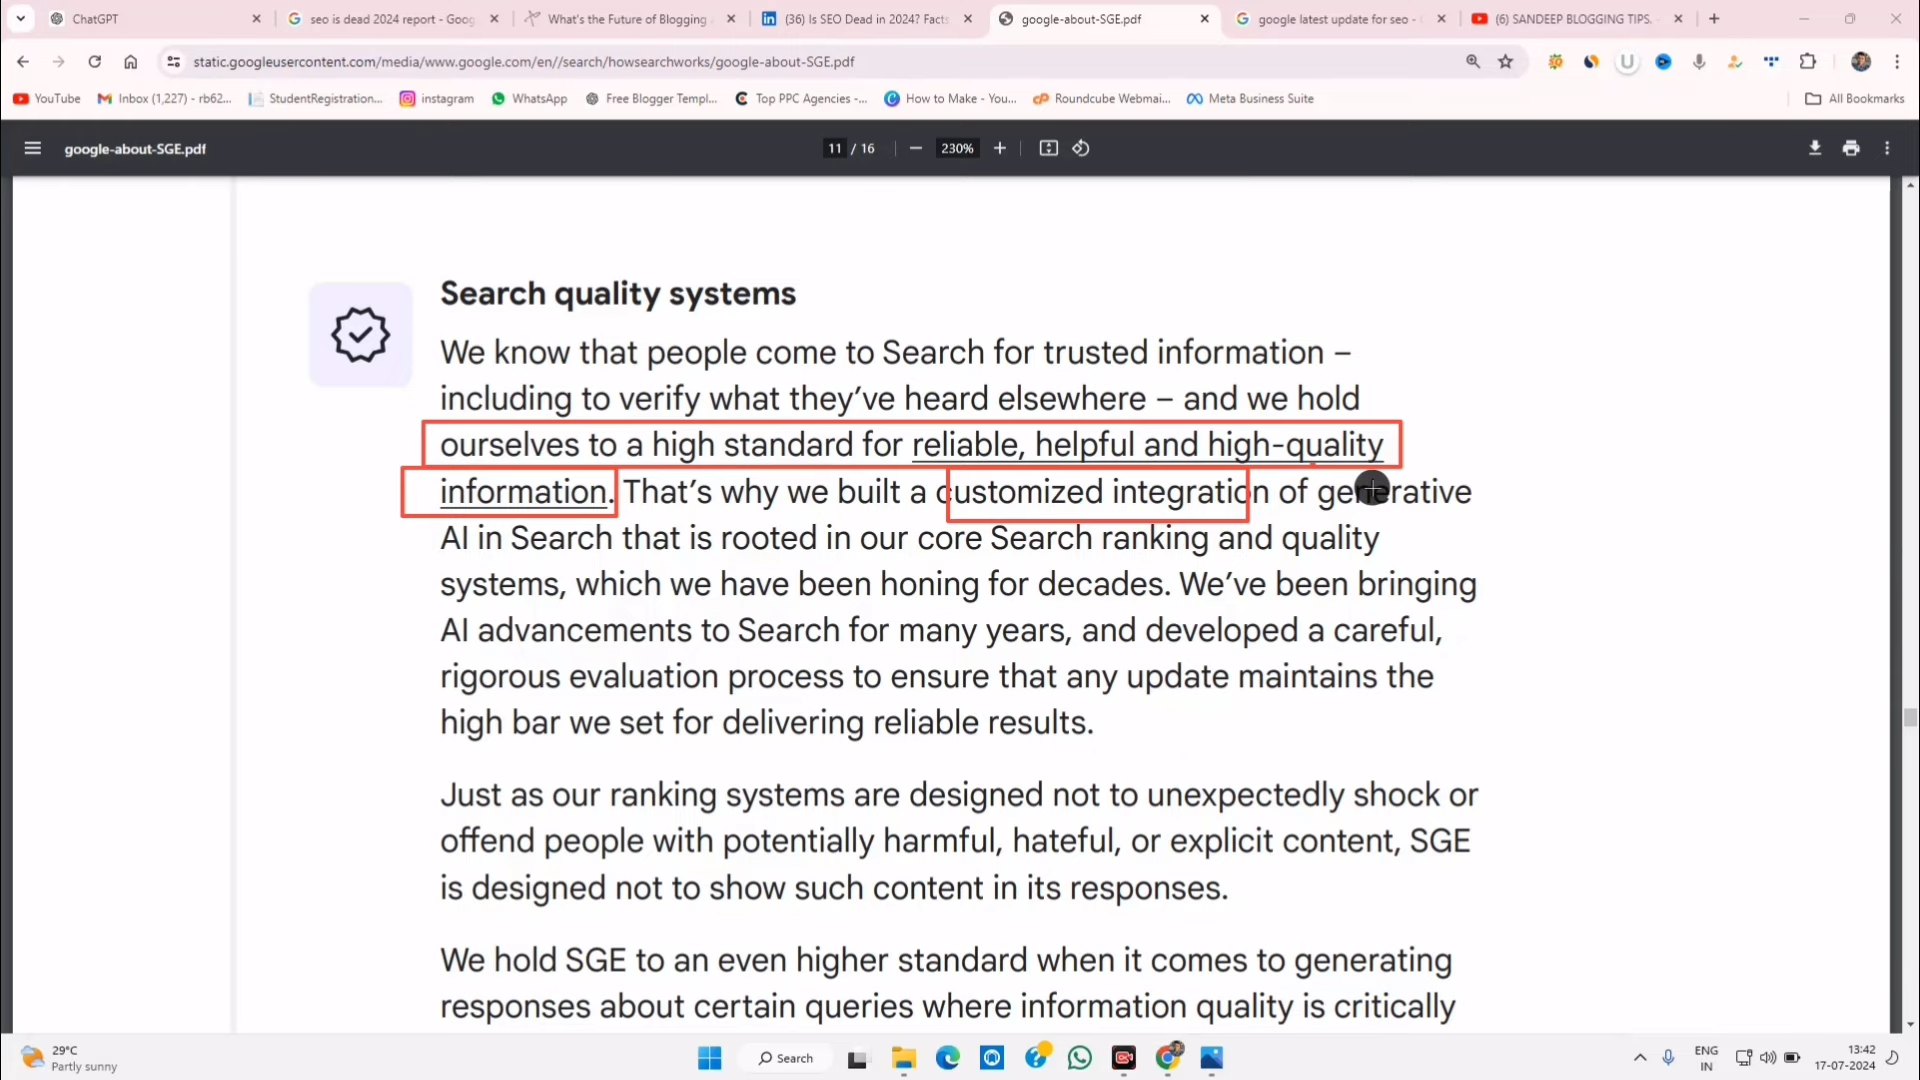 ChatGPT
seo is dead 2024 report - Goog
What's the Future of Blogging
(36) Is SEO Dead in 2024? Facts
google-about-SGE.pdf
google latest update for seo -
(6) SANDEEP BLOGGING TIPS.
static.googleusercontent.com/media/www.google.com/en//search/howsearchworks/google-about-SGE.pdf
YouTube
Inbox (1,227) - rb62...
StudentRegistration...
instagram
WhatsApp
Free Blogger Templ...
Top PPC Agencies -...
How to Make - You...
Roundcube Webmai...
Meta Business Suite
All Bookmarks
google-about-SGE.pdf
11 / 16
230%
Search quality systems
We know that people come to Search for trusted information –
including to verify what they’ve heard elsewhere – and we hold
ourselves to a high standard for reliable, helpful and high-quality
information. That’s why we built a customized integration of generative
AI in Search that is rooted in our core Search ranking and quality
systems, which we have been honing for decades. We’ve been bringing
AI advancements to Search for many years, and developed a careful,
rigorous evaluation process to ensure that any update maintains the
high bar we set for delivering reliable results.
Just as our ranking systems are designed not to unexpectedly shock or
offend people with potentially harmful, hateful, or explicit content, SGE
is designed not to show such content in its responses.
We hold SGE to an even higher standard when it comes to generating
responses about certain queries where information quality is critically
29°C
Partly sunny
Search
ENG
IN
13:42
17-07-2024